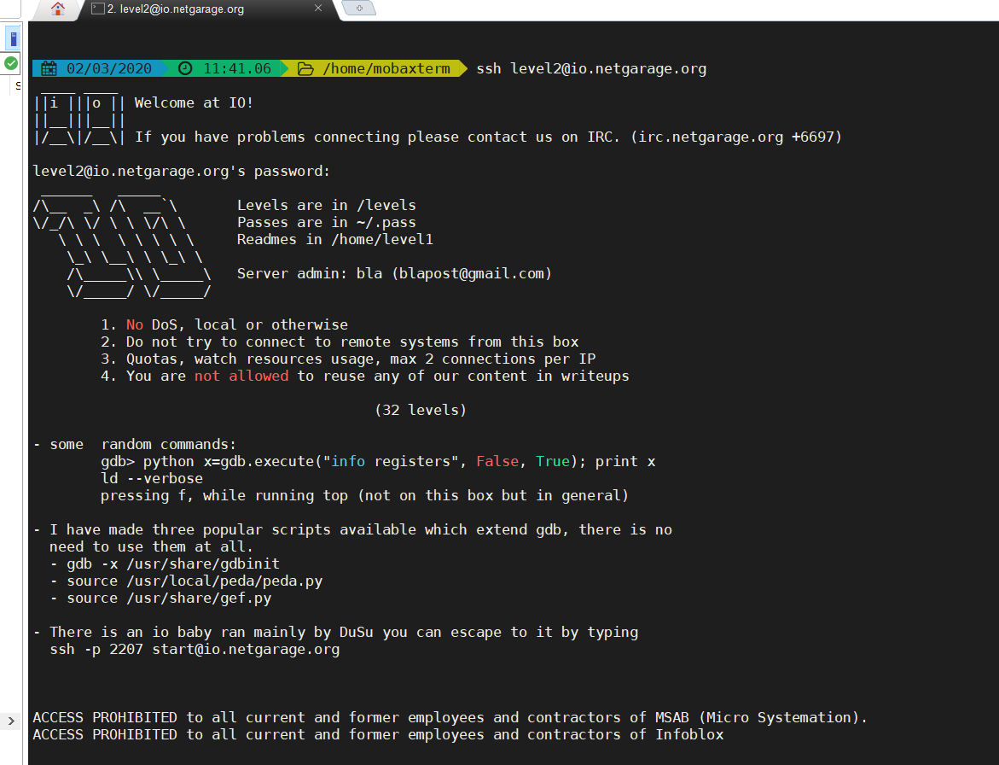 2. level2@io.netgarage.org
02/03/2020 11:41.06 /home/mobaxterm ssh level2@io.netgarage.org
 ____ ____
||i |||o || Welcome at IO!
||__|||__||
|/__\|/__\| If you have problems connecting please contact us on IRC. (irc.netgarage.org +6697)
level2@io.netgarage.org's password:
 ______   _____
/\__  _\ /\  __`\       Levels are in /levels
\/_/\ \/ \ \ \/\ \      Passes are in ~/.pass
   \ \ \  \ \ \ \ \     Readmes in /home/level1
    \_\ \__\ \ \_\ \
    /\_____\\ \_____\   Server admin: bla (blapost@gmail.com)
    \/_____/ \/_____/
1. No DoS, local or otherwise
2. Do not try to connect to remote systems from this box
3. Quotas, watch resources usage, max 2 connections per IP
4. You are not allowed to reuse any of our content in writeups
(32 levels)
- some  random commands:
gdb> python x=gdb.execute("info registers", False, True); print x
ld --verbose
pressing f, while running top (not on this box but in general)
- I have made three popular scripts available which extend gdb, there is no
need to use them at all.
- gdb -x /usr/share/gdbinit
- source /usr/local/peda/peda.py
- source /usr/share/gef.py
- There is an io baby ran mainly by DuSu you can escape to it by typing
ssh -p 2207 start@io.netgarage.org
ACCESS PROHIBITED to all current and former employees and contractors of MSAB (Micro Systemation).
ACCESS PROHIBITED to all current and former employees and contractors of Infoblox